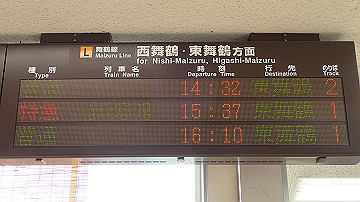 L 舞鶴線 Maizuru Line 西舞鶴・東舞鶴方面
for Nishi-Maizuru, Higashi-Maizuru
種別 列車名 時刻 行先 のりば
Type Train Name Departure Time Destination Track
普通 14:32 東舞鶴 2
特急 15:37 東舞鶴 1
普通 16:10 東舞鶴 1